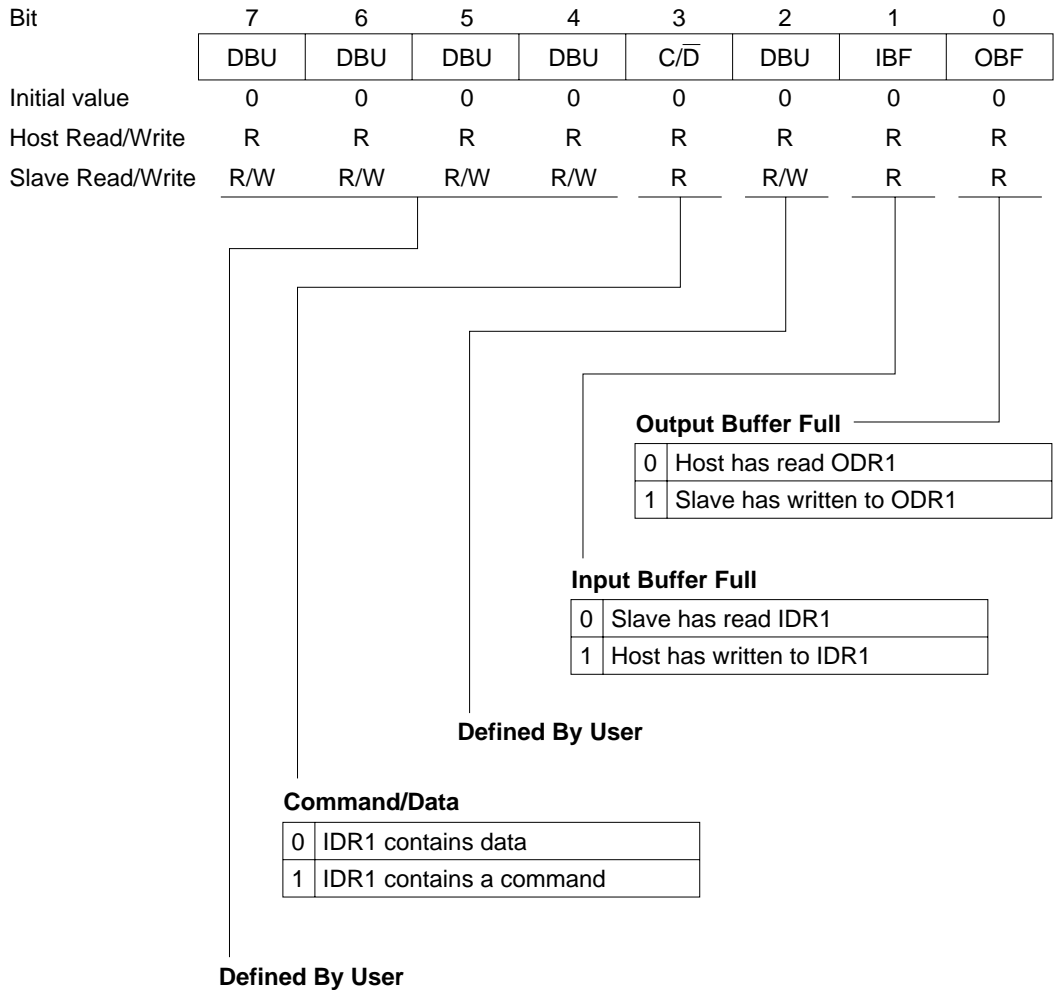 Bit 7 6 5 4 3 2 1 0
DBU DBU DBU DBU C/D̅ DBU IBF OBF
Initial value 0 0 0 0 0 0 0 0
Host Read/Write R R R R R R R R
Slave Read/Write R/W R/W R/W R/W R R/W R R
Output Buffer Full
0 Host has read ODR1
1 Slave has written to ODR1
Input Buffer Full
0 Slave has read IDR1
1 Host has written to IDR1
Defined By User
Command/Data
0 IDR1 contains data
1 IDR1 contains a command
Defined By User